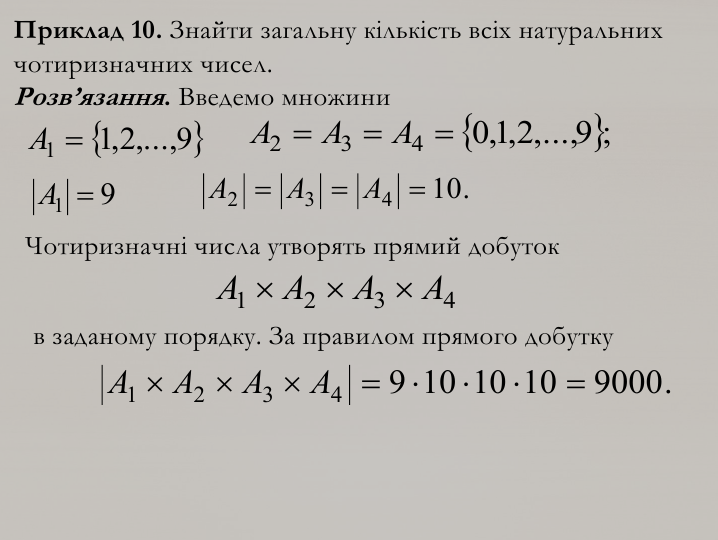 Приклад 10. Знайти загальну кількість всіх натуральних
чотиризначних чисел.
Розв’язання. Введемо множини
A₁ = {1,2,...,9} A₂ = A₃ = A₄ = {0,1,2,...,9};
|A₁| = 9 |A₂| = |A₃| = |A₄| = 10.
Чотиризначні числа утворять прямий добуток
A₁ × A₂ × A₃ × A₄
в заданому порядку. За правилом прямого добутку
|A₁ × A₂ × A₃ × A₄| = 9 · 10 · 10 · 10 = 9000.